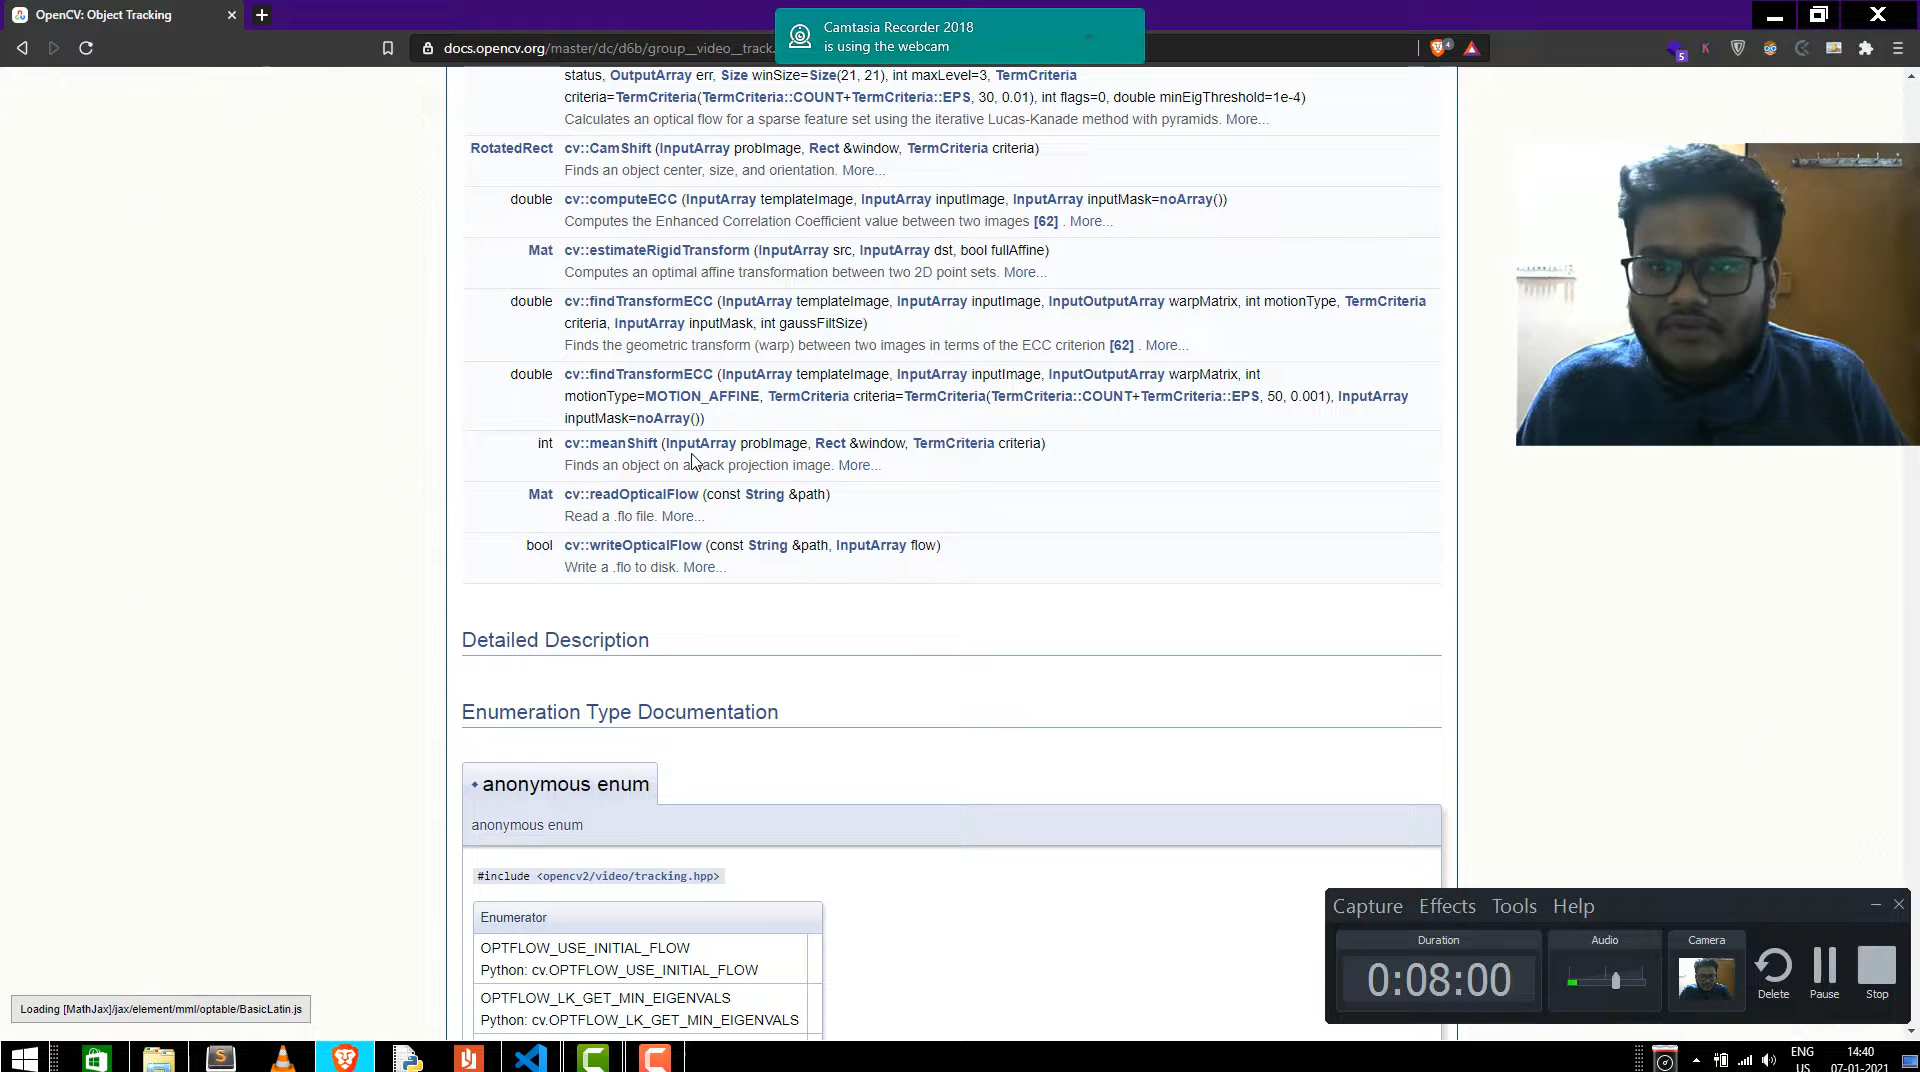 OpenCV: Object Tracking
Camtasia Recorder 2018
is using the webcam
docs.opencv.org/master/dc/d6b/group__video__track.
4
5
status, OutputArray err, Size winSize=Size(21, 21), int maxLevel=3, TermCriteria
criteria=TermCriteria(TermCriteria::COUNT+TermCriteria::EPS, 30, 0.01), int flags=0, double minEigThreshold=1e-4)
Calculates an optical flow for a sparse feature set using the iterative Lucas-Kanade method with pyramids. More...
RotatedRect cv::CamShift (InputArray probImage, Rect &window, TermCriteria criteria)
Finds an object center, size, and orientation. More...
double cv::computeECC (InputArray templateImage, InputArray inputImage, InputArray inputMask=noArray())
Computes the Enhanced Correlation Coefficient value between two images [62] . More...
Mat cv::estimateRigidTransform (InputArray src, InputArray dst, bool fullAffine)
Computes an optimal affine transformation between two 2D point sets. More...
double cv::findTransformECC (InputArray templateImage, InputArray inputImage, InputOutputArray warpMatrix, int motionType, TermCriteria
criteria, InputArray inputMask, int gaussFiltSize)
Finds the geometric transform (warp) between two images in terms of the ECC criterion [62] . More...
double cv::findTransformECC (InputArray templateImage, InputArray inputImage, InputOutputArray warpMatrix, int
motionType=MOTION_AFFINE, TermCriteria criteria=TermCriteria(TermCriteria::COUNT+TermCriteria::EPS, 50, 0.001), InputArray
inputMask=noArray())
int cv::meanShift (InputArray probImage, Rect &window, TermCriteria criteria)
Finds an object on a back projection image. More...
Mat cv::readOpticalFlow (const String &path)
Read a .flo file. More...
bool cv::writeOpticalFlow (const String &path, InputArray flow)
Write a .flo to disk. More...
Detailed Description
Enumeration Type Documentation
anonymous enum
anonymous enum
#include <opencv2/video/tracking.hpp>
Enumerator
OPTFLOW_USE_INITIAL_FLOW
Python: cv.OPTFLOW_USE_INITIAL_FLOW
OPTFLOW_LK_GET_MIN_EIGENVALS
Python: cv.OPTFLOW_LK_GET_MIN_EIGENVALS
Loading [MathJax]/jax/element/mml/optable/BasicLatin.js
Capture Effects Tools Help
Duration Audio Camera
0:08:00
Delete Pause Stop
ENG 14:40
US 07-01-2021